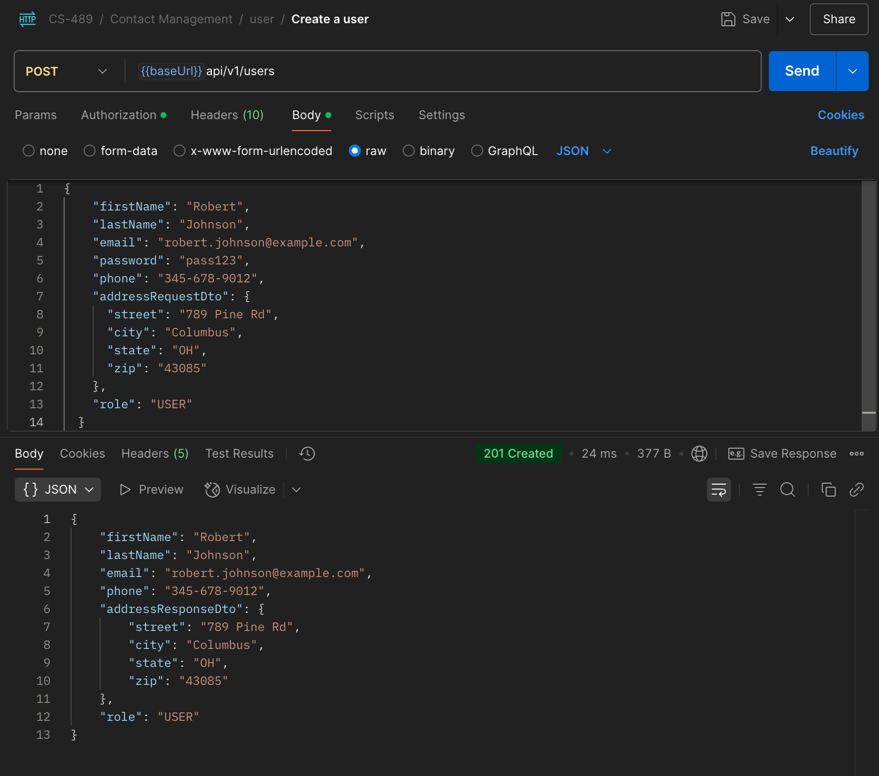 HTTP CS-489 / Contact Management / user / Create a user Save Share
POST {{baseUrl}} api/v1/users Send
Params Authorization Headers (10) Body Scripts Settings Cookies
none form-data x-www-form-urlencoded raw binary GraphQL JSON Beautify
1 {
2 "firstName": "Robert",
3 "lastName": "Johnson",
4 "email": "robert.johnson@example.com",
5 "password": "pass123",
6 "phone": "345-678-9012",
7 "addressRequestDto": {
8 "street": "789 Pine Rd",
9 "city": "Columbus",
10 "state": "OH",
11 "zip": "43085"
12 },
13 "role": "USER"
14 }
Body Cookies Headers (5) Test Results 201 Created • 24 ms • 377 B • e.g. Save Response
{} JSON Preview Visualize
1 {
2 "firstName": "Robert",
3 "lastName": "Johnson",
4 "email": "robert.johnson@example.com",
5 "phone": "345-678-9012",
6 "addressResponseDto": {
7 "street": "789 Pine Rd",
8 "city": "Columbus",
9 "state": "OH",
10 "zip": "43085"
11 },
12 "role": "USER"
13 }